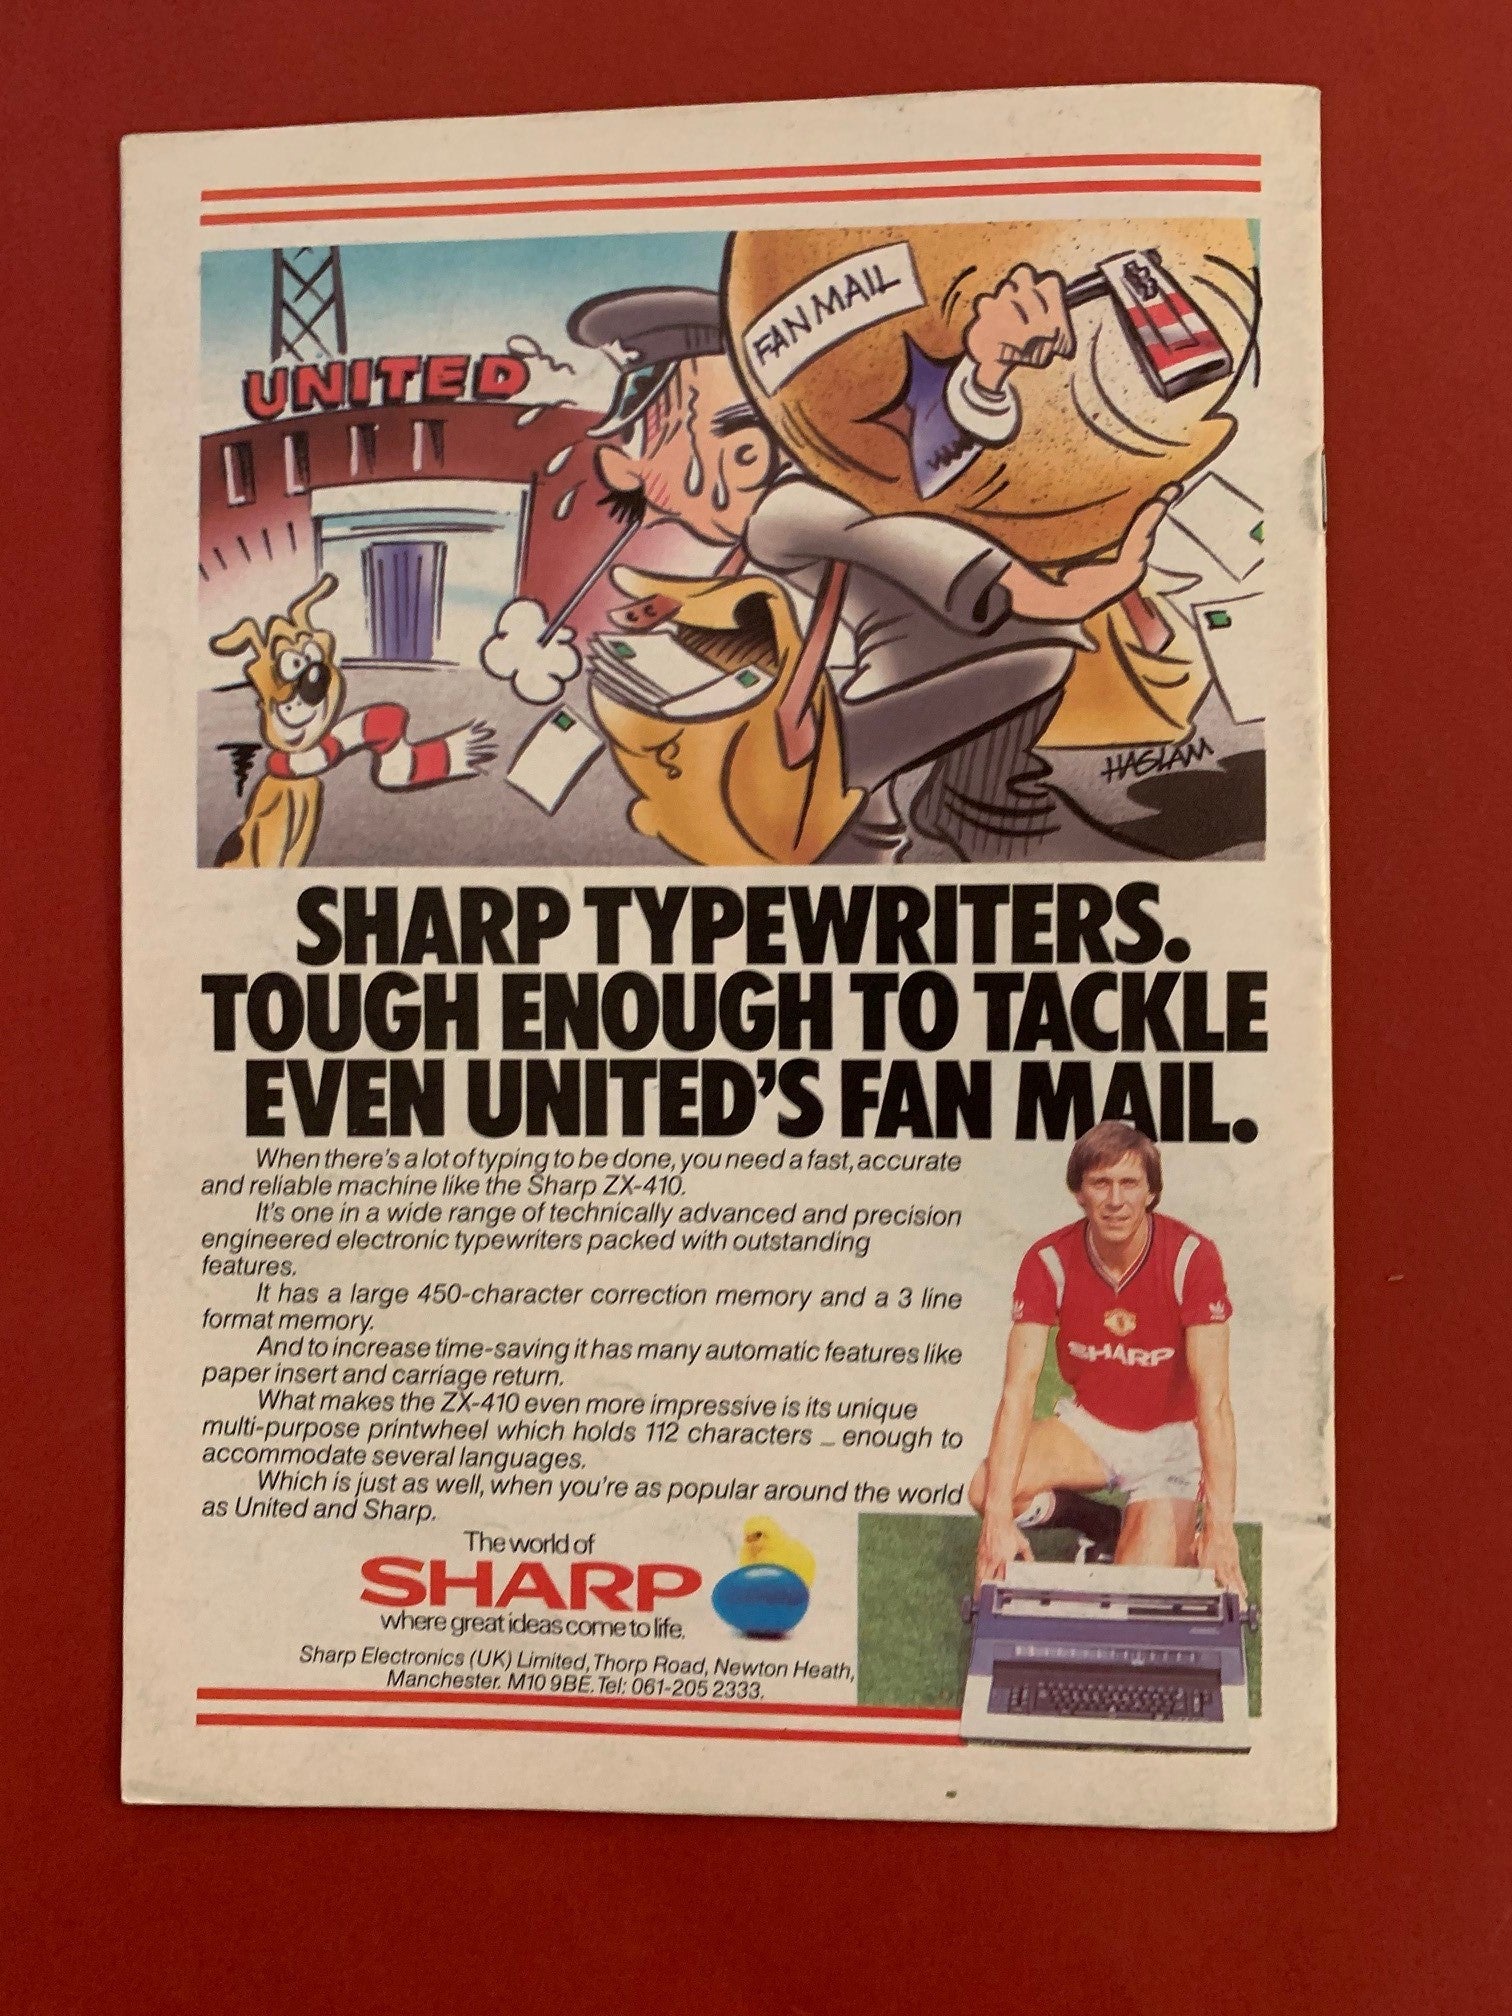 FAN MAIL
UNITED
HASLAM
SHARP TYPEWRITERS.
TOUGH ENOUGH TO TACKLE
EVEN UNITED'S FAN MAIL.
When there's a lot of typing to be done, you need a fast, accurate
and reliable machine like the Sharp ZX-410.
It's one in a wide range of technically advanced and precision
engineered electronic typewriters packed with outstanding
features.
It has a large 450-character correction memory and a 3 line
format memory.
And to increase time-saving it has many automatic features like
paper insert and carriage return.
What makes the ZX-410 even more impressive is its unique
multi-purpose printwheel which holds 112 characters _ enough to
accommodate several languages.
Which is just as well, when you're as popular around the world
as United and Sharp.
SHARP
The world of
SHARP
where great ideas come to life.
Sharp Electronics (UK) Limited, Thorp Road, Newton Heath,
Manchester. M10 9BE. Tel: 061-205 2333.